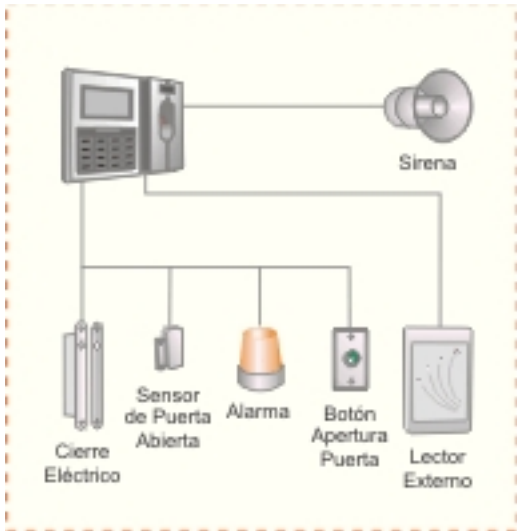 Sirena
Sensor
de Puerta
Abierta
Alarma
Botón
Apertura
Puerta
Cierre
Eléctrico
Lector
Externo